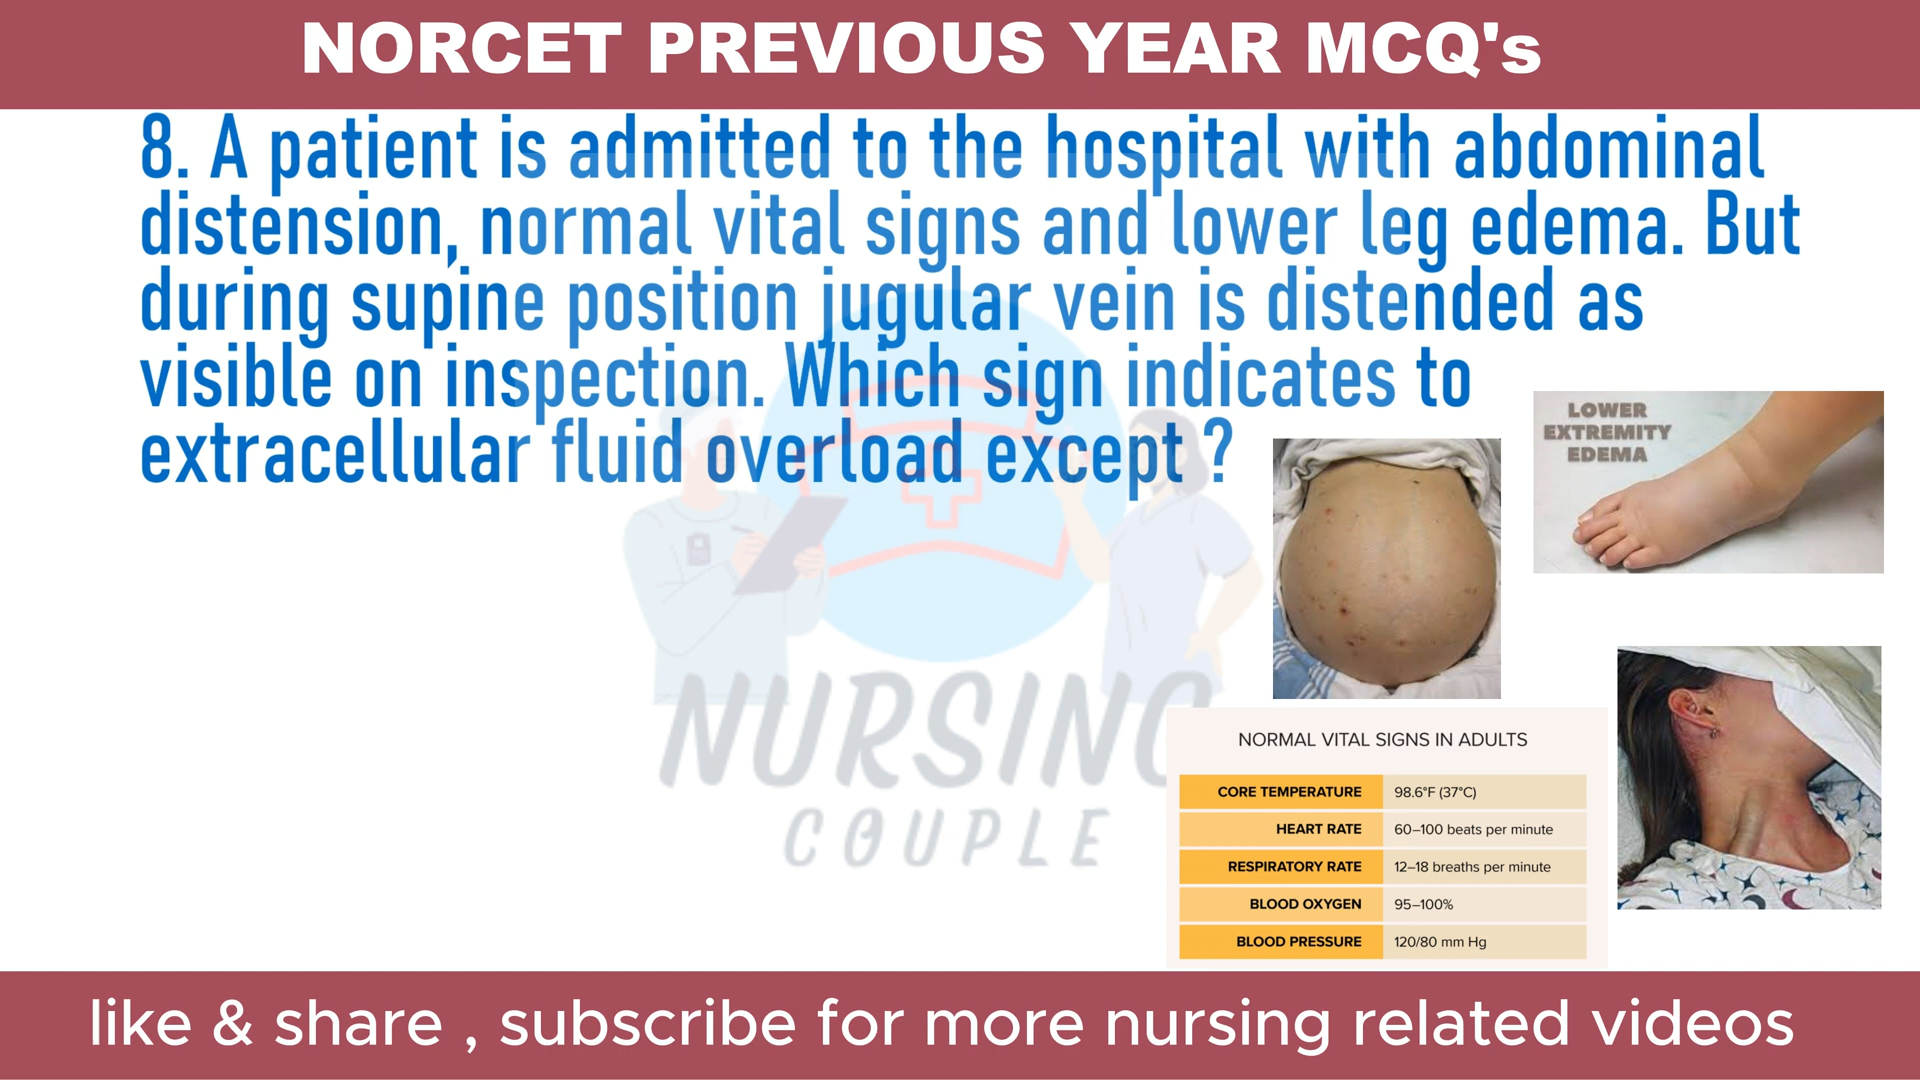 NORCET PREVIOUS YEAR MCQ's
8. A patient is admitted to the hospital with abdominal
distension, normal vital signs and lower leg edema. But
during supine position jugular vein is distended as
visible on inspection. Which sign indicates to
extracellular fluid overload except ?
LOWER
EXTREMITY
EDEMA
NURSING
COUPLE
NORMAL VITAL SIGNS IN ADULTS
CORE TEMPERATURE 98.6°F (37°C)
HEART RATE 60–100 beats per minute
RESPIRATORY RATE 12–18 breaths per minute
BLOOD OXYGEN 95–100%
BLOOD PRESSURE 120/80 mm Hg
like & share , subscribe for more nursing related videos